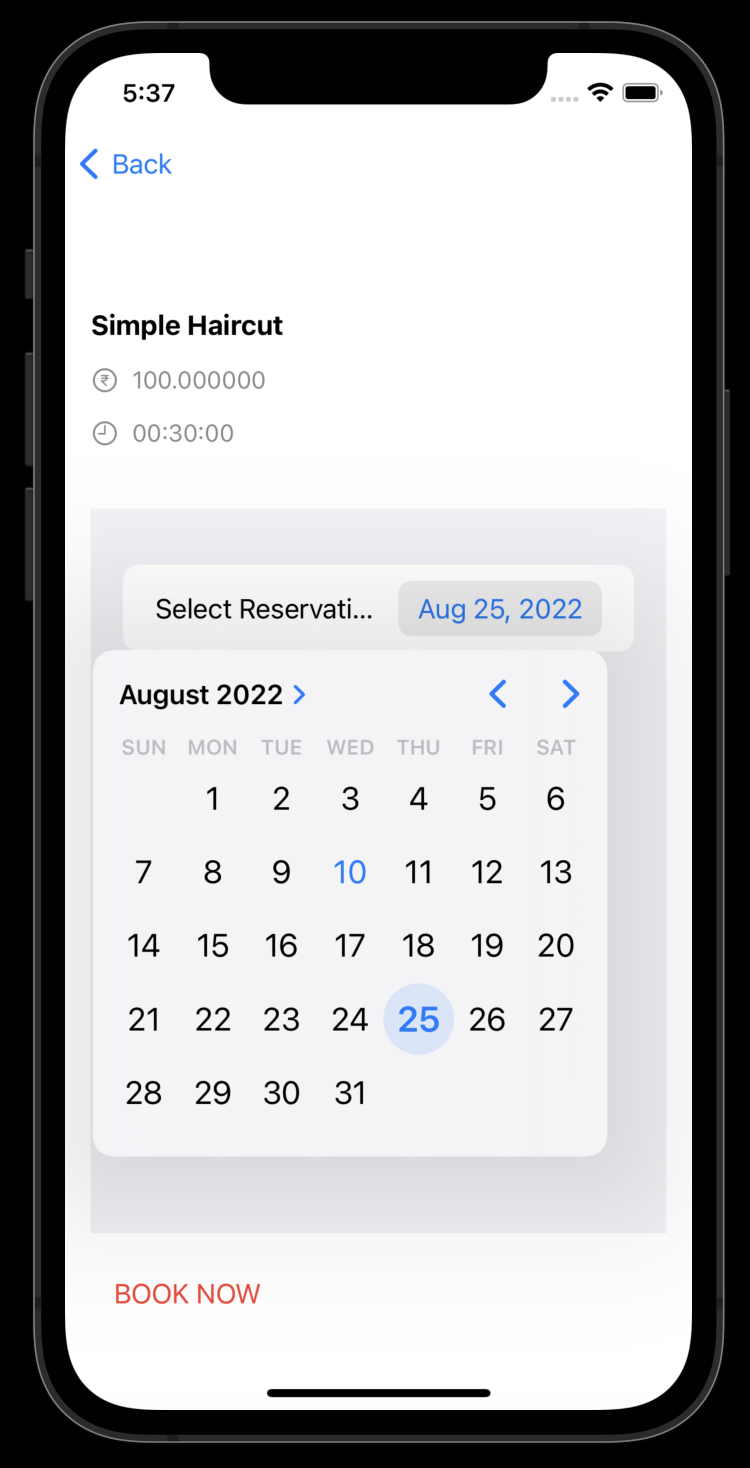 5:37
Back
Simple Haircut
₹ 100.000000
00:30:00
Select Reservati... Aug 25, 2022
August 2022
SUN MON TUE WED THU FRI SAT
1 2 3 4 5 6
7 8 9 10 11 12 13
14 15 16 17 18 19 20
21 22 23 24 25 26 27
28 29 30 31
BOOK NOW